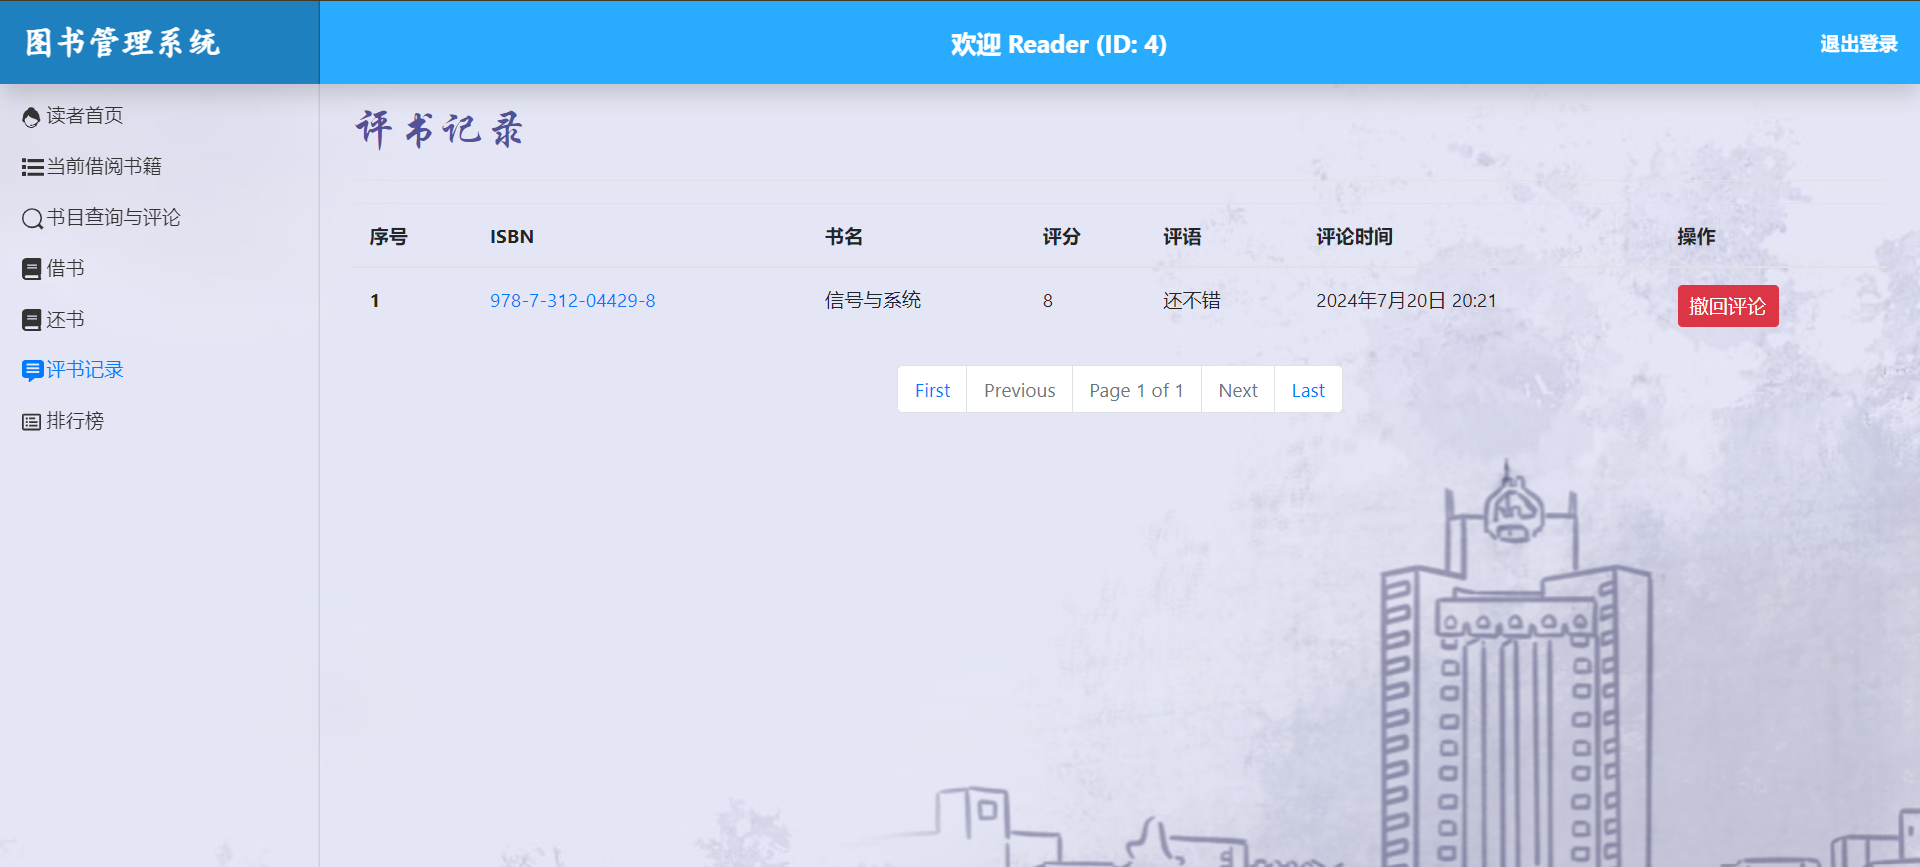 图书管理系统
欢迎 Reader (ID: 4)
退出登录
读者首页
当前借阅书籍
书目查询与评论
借书
还书
评书记录
排行榜
评书记录
序号 ISBN 书名 评分 评语 评论时间 操作
1 978-7-312-04429-8 信号与系统 8 还不错 2024年7月20日 20:21 撤回评论
First Previous Page 1 of 1 Next Last